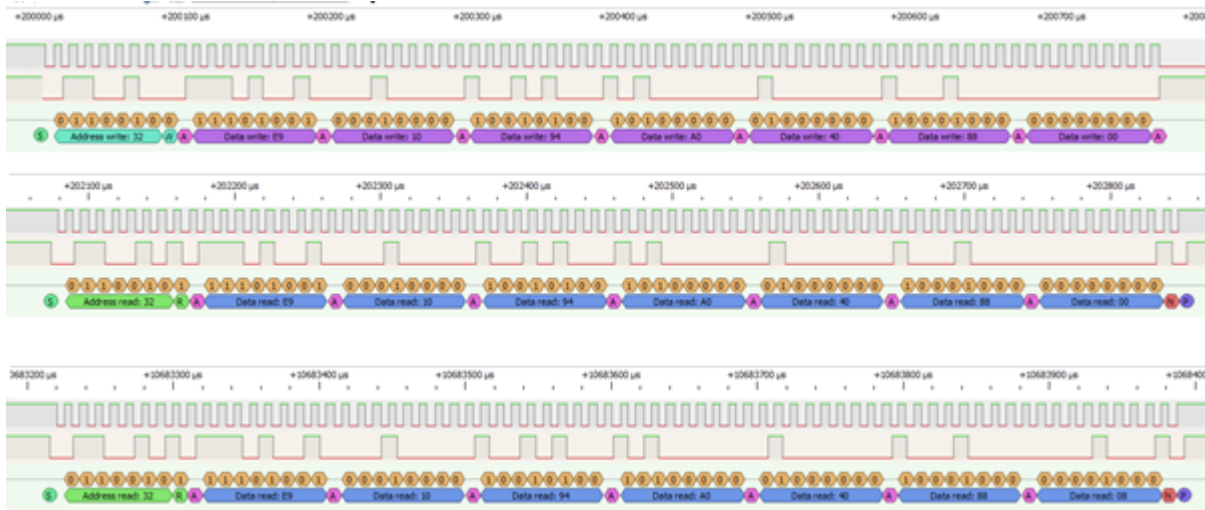 +200000 µs +200100 µs +200200 µs +200300 µs +200400 µs +200500 µs +200600 µs +200700 µs
0 1 1 0 0 1 0 0 1 1 1 0 1 0 0 1 0 0 0 1 0 0 0 0 1 0 0 1 0 1 0 0 1 0 1 0 0 0 0 0 0 1 0 0 0 0 0 0 1 0 0 0 1 0 0 0 0 0 0 0 0 0 0 0
S Address write: 32 W A Data write: E9 A Data write: 10 A Data write: 94 A Data write: A0 A Data write: 40 A Data write: 88 A Data write: 00 A
+202100 µs +202200 µs +202300 µs +202400 µs +202500 µs +202600 µs +202700 µs +202800 µs
0 1 1 0 0 1 0 1 1 1 1 0 1 0 0 1 0 0 0 1 0 0 0 0 1 0 0 1 0 1 0 0 1 0 1 0 0 0 0 0 0 1 0 0 0 0 0 0 1 0 0 0 1 0 0 0 0 0 0 0 0 0 0 0
S Address read: 32 R A Data read: E9 A Data read: 10 A Data read: 94 A Data read: A0 A Data read: 40 A Data read: 88 A Data read: 00 N P
+10683300 µs +10683400 µs +10683500 µs +10683600 µs +10683700 µs +10683800 µs +10683900 µs
0 1 1 0 0 1 0 1 1 1 1 0 1 0 0 1 0 0 0 1 0 0 0 0 1 0 0 1 0 1 0 0 1 0 1 0 0 0 0 0 0 1 0 0 0 0 0 0 1 0 0 0 1 0 0 0 0 0 0 0 1 0 0 0
S Address read: 32 R A Data read: E9 A Data read: 10 A Data read: 94 A Data read: A0 A Data read: 40 A Data read: 88 A Data read: 08 N P